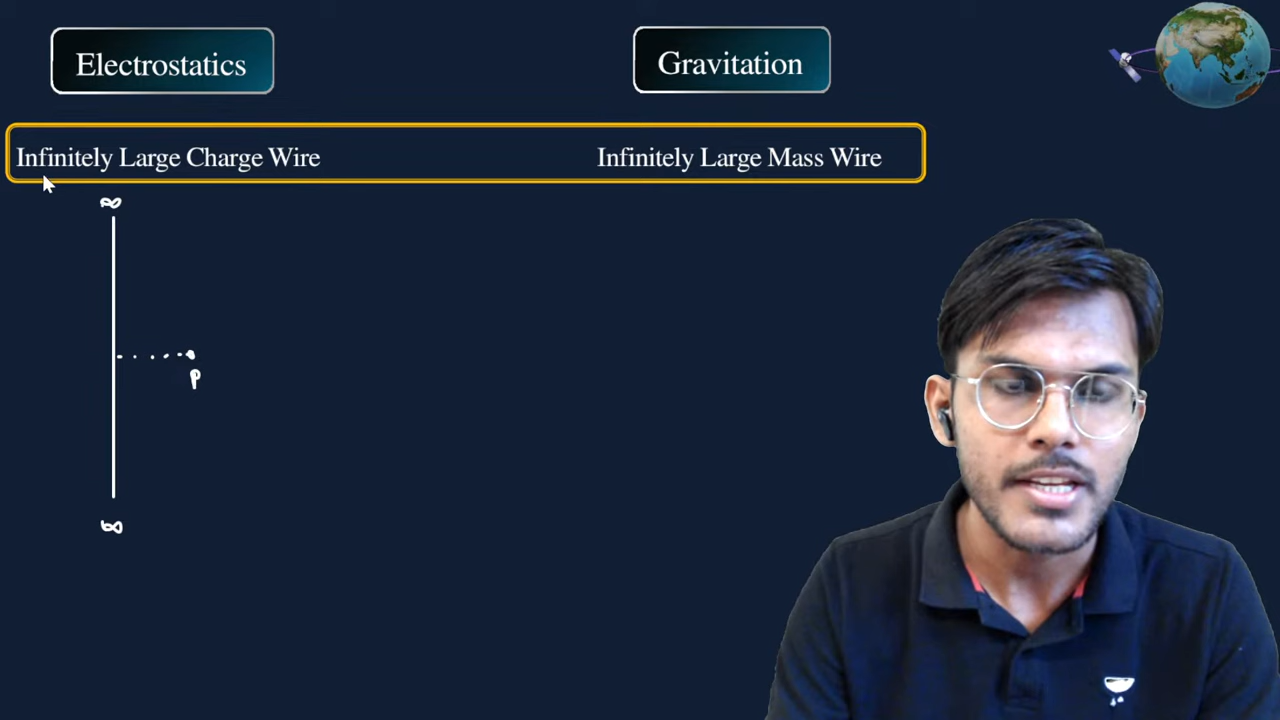 Electrostatics
Gravitation
Infinitely Large Charge Wire
Infinitely Large Mass Wire
∞
P
∞